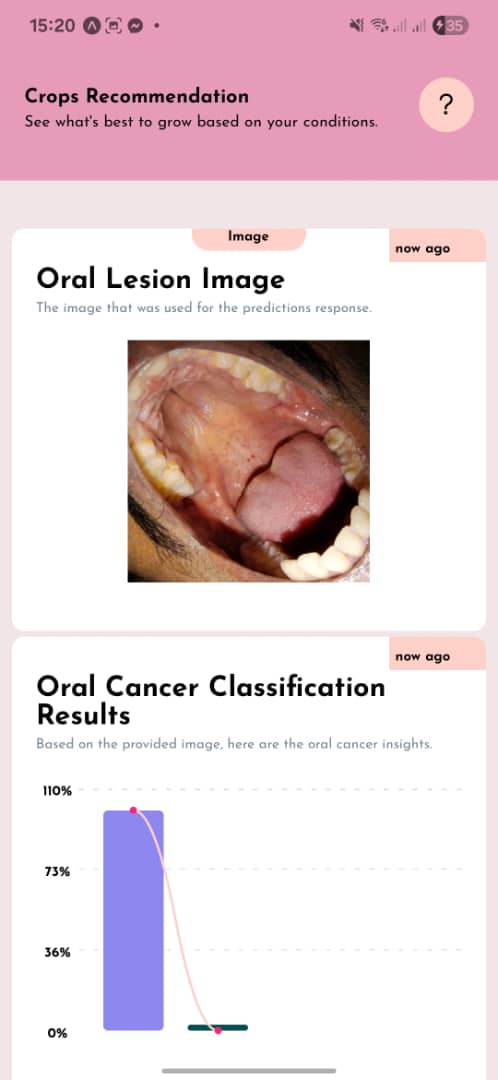 15:20
35
Crops Recommendation
See what's best to grow based on your conditions.
?
Image
now ago
Oral Lesion Image
The image that was used for the predictions response.
now ago
Oral Cancer Classification
Results
Based on the provided image, here are the oral cancer insights.
110%
73%
36%
0%